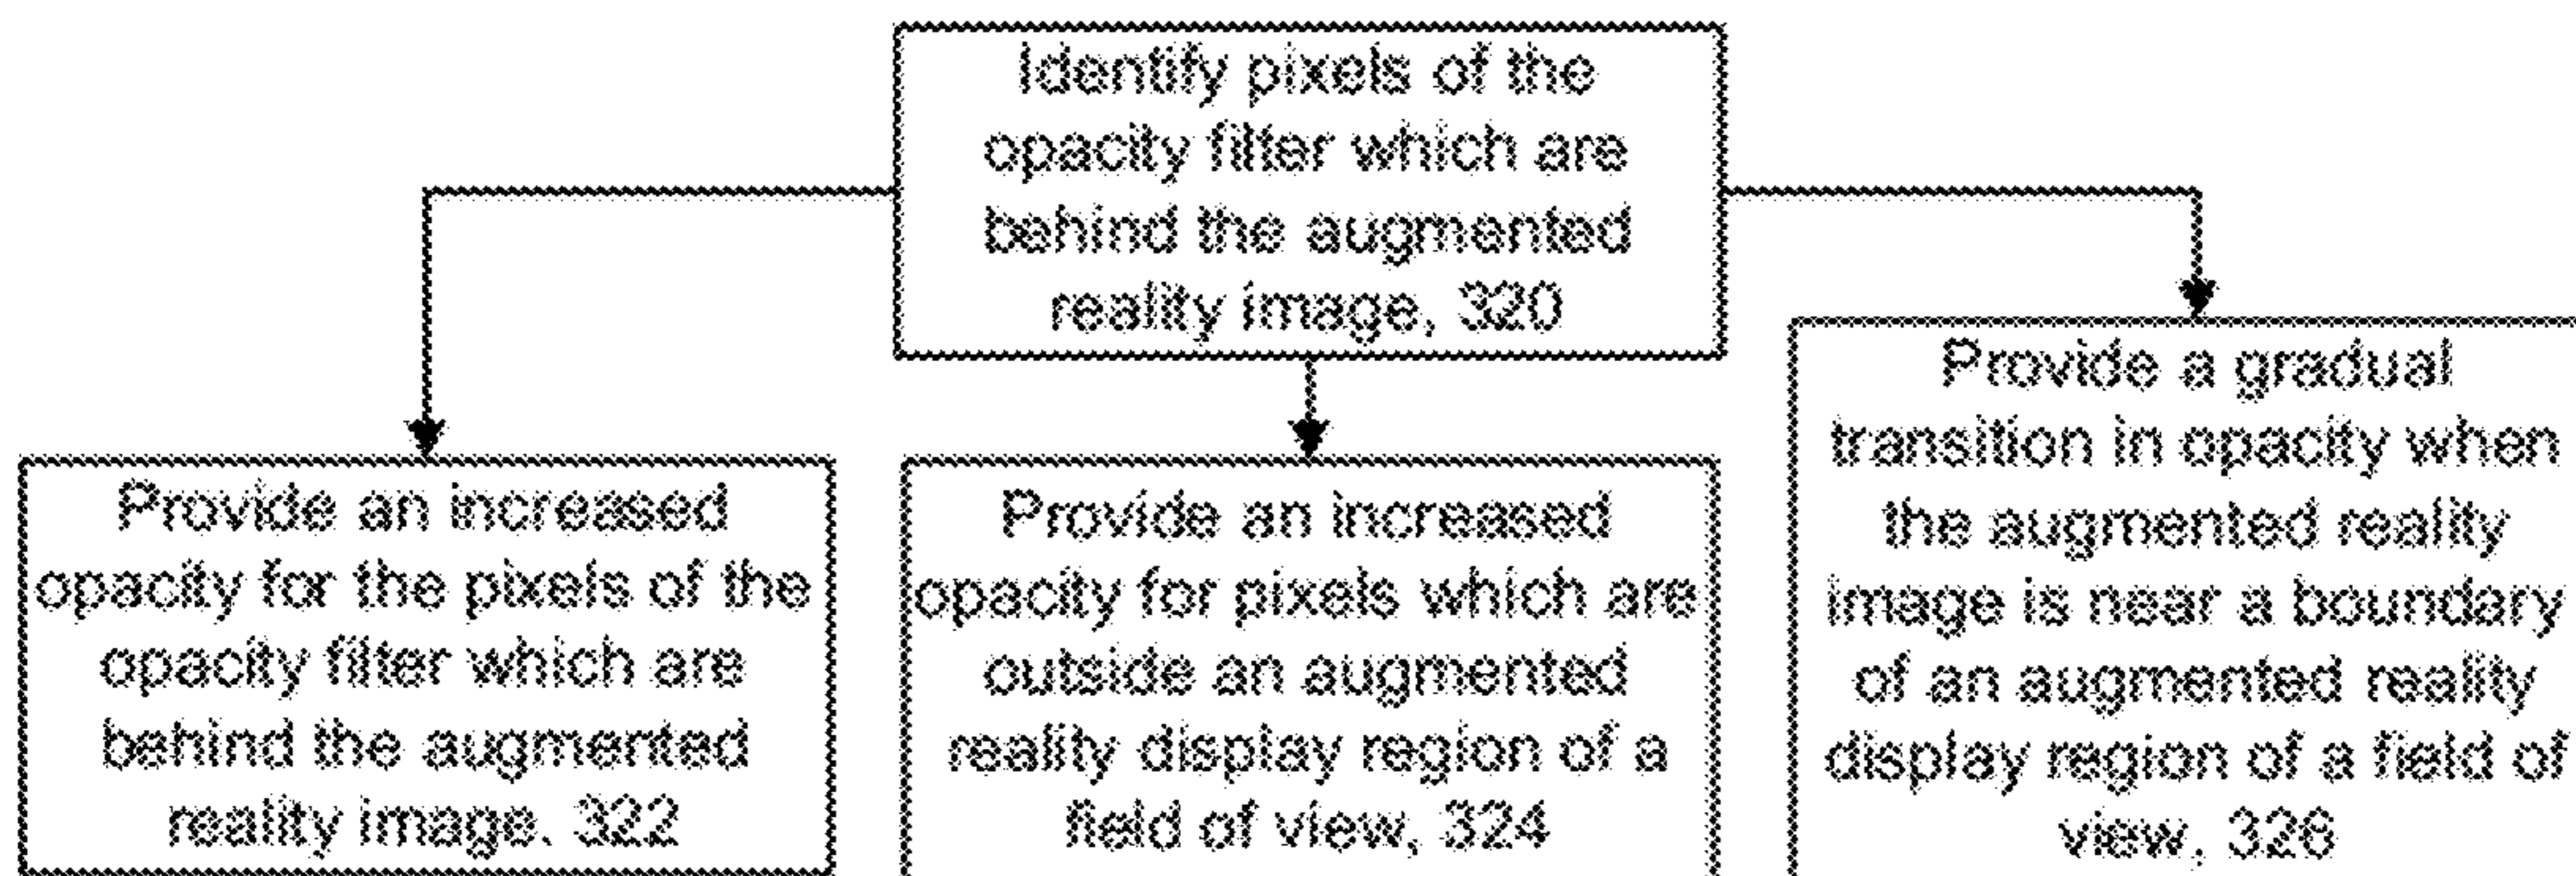 Identify pixels of the
opacity filter which are
behind the augmented
reality image, 320
Provide an increased
opacity for the pixels of the
opacity filter which are
behind the augmented
reality image. 322
Provide an increased
opacity for pixels which are
outside an augmented
reality display region of a
field of view, 324
Provide a gradual
transition in opacity when
the augmented reality
image is near a boundary
of an augmented reality
display region of a field of
view, 326